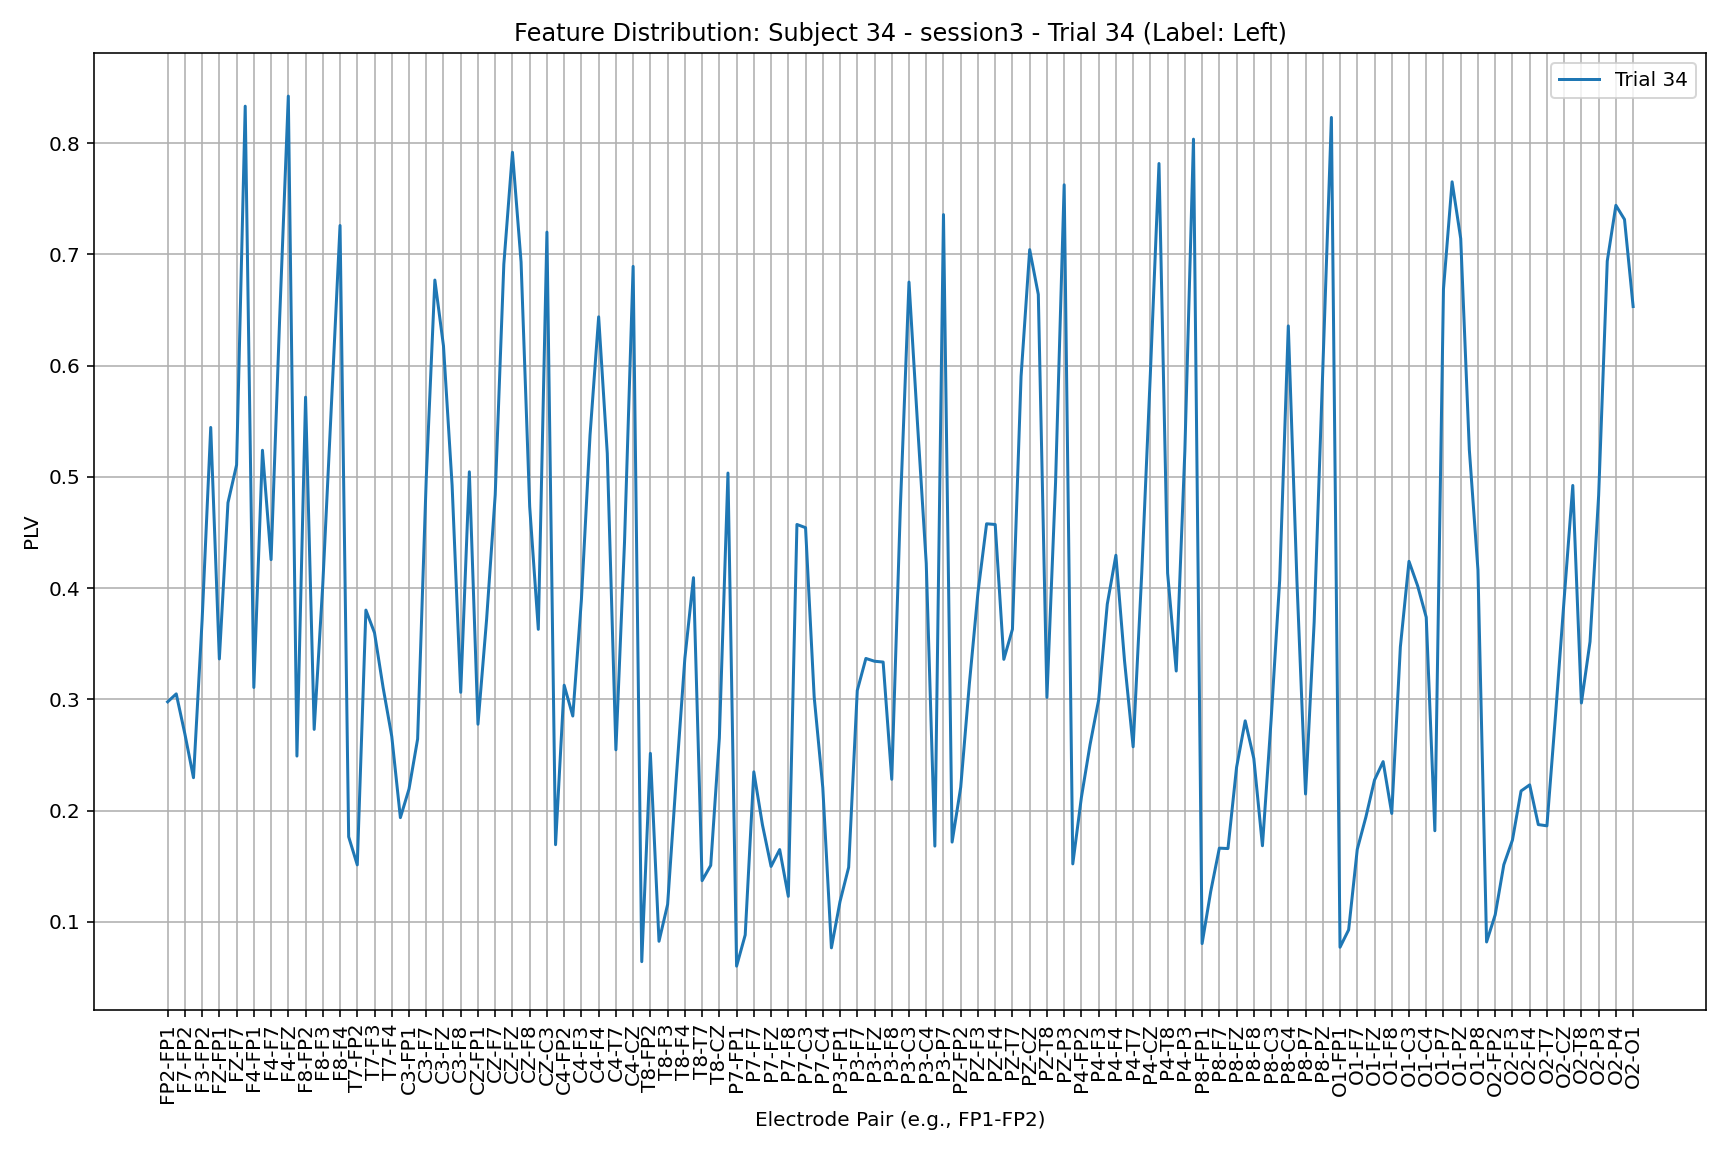 Feature Distribution: Subject 34 - session3 - Trial 34 (Label: Left)
Trial 34
PLV
0.8
0.7
0.6
0.5
0.4
0.3
0.2
0.1
FP2-FP1
F7-FP2
F3-FP2
FZ-FP1
FZ-F7
F4-FP1
F4-F7
F4-FZ
F8-FP2
F8-F3
F8-F4
T7-FP2
T7-F3
T7-F4
C3-FP1
C3-F7
C3-FZ
C3-F8
CZ-FP1
CZ-F7
CZ-FZ
CZ-F8
CZ-C3
C4-FP2
C4-F3
C4-F4
C4-T7
C4-CZ
T8-FP2
T8-F3
T8-F4
T8-T7
T8-CZ
P7-FP1
P7-F7
P7-FZ
P7-F8
P7-C3
P7-C4
P3-FP1
P3-F7
P3-FZ
P3-F8
P3-C3
P3-C4
P3-P7
PZ-FP2
PZ-F3
PZ-F4
PZ-T7
PZ-CZ
PZ-T8
PZ-P3
P4-FP2
P4-F3
P4-F4
P4-T7
P4-CZ
P4-T8
P4-P3
P8-FP1
P8-F7
P8-FZ
P8-F8
P8-C3
P8-C4
P8-P7
P8-PZ
O1-FP1
O1-F7
O1-FZ
O1-F8
O1-C3
O1-C4
O1-P7
O1-PZ
O1-P8
O2-FP2
O2-F3
O2-F4
O2-T7
O2-CZ
O2-T8
O2-P3
O2-P4
O2-O1
Electrode Pair (e.g., FP1-FP2)